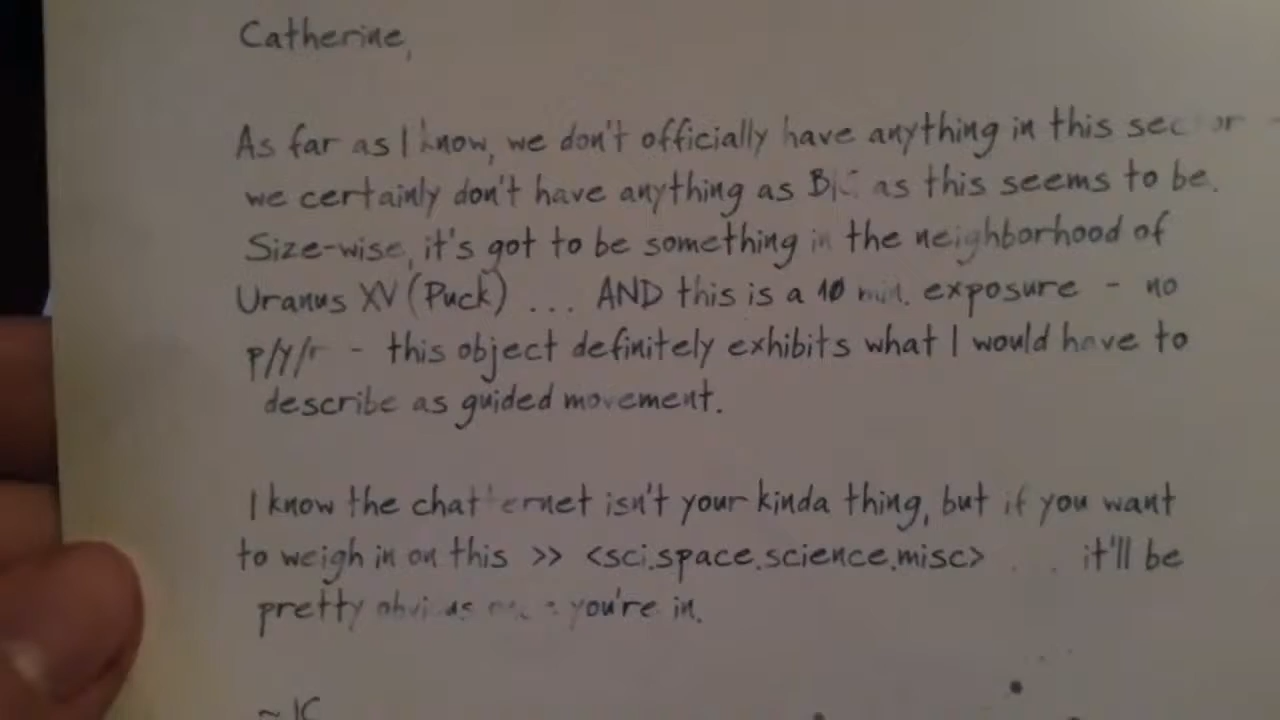 Catherine,
As far as I know, we don't officially have anything in this sector -
we certainly don't have anything as BIG as this seems to be.
Size-wise, it's got to be something in the neighborhood of
Uranus XV (Puck) ... AND this is a 10 min. exposure - no
p/y/r - this object definitely exhibits what I would have to
describe as guided movement.
I know the chatternet isn't your kinda thing, but if you want
to weigh in on this >> <sci.space.science.misc> ... it'll be
pretty obvious once you're in.